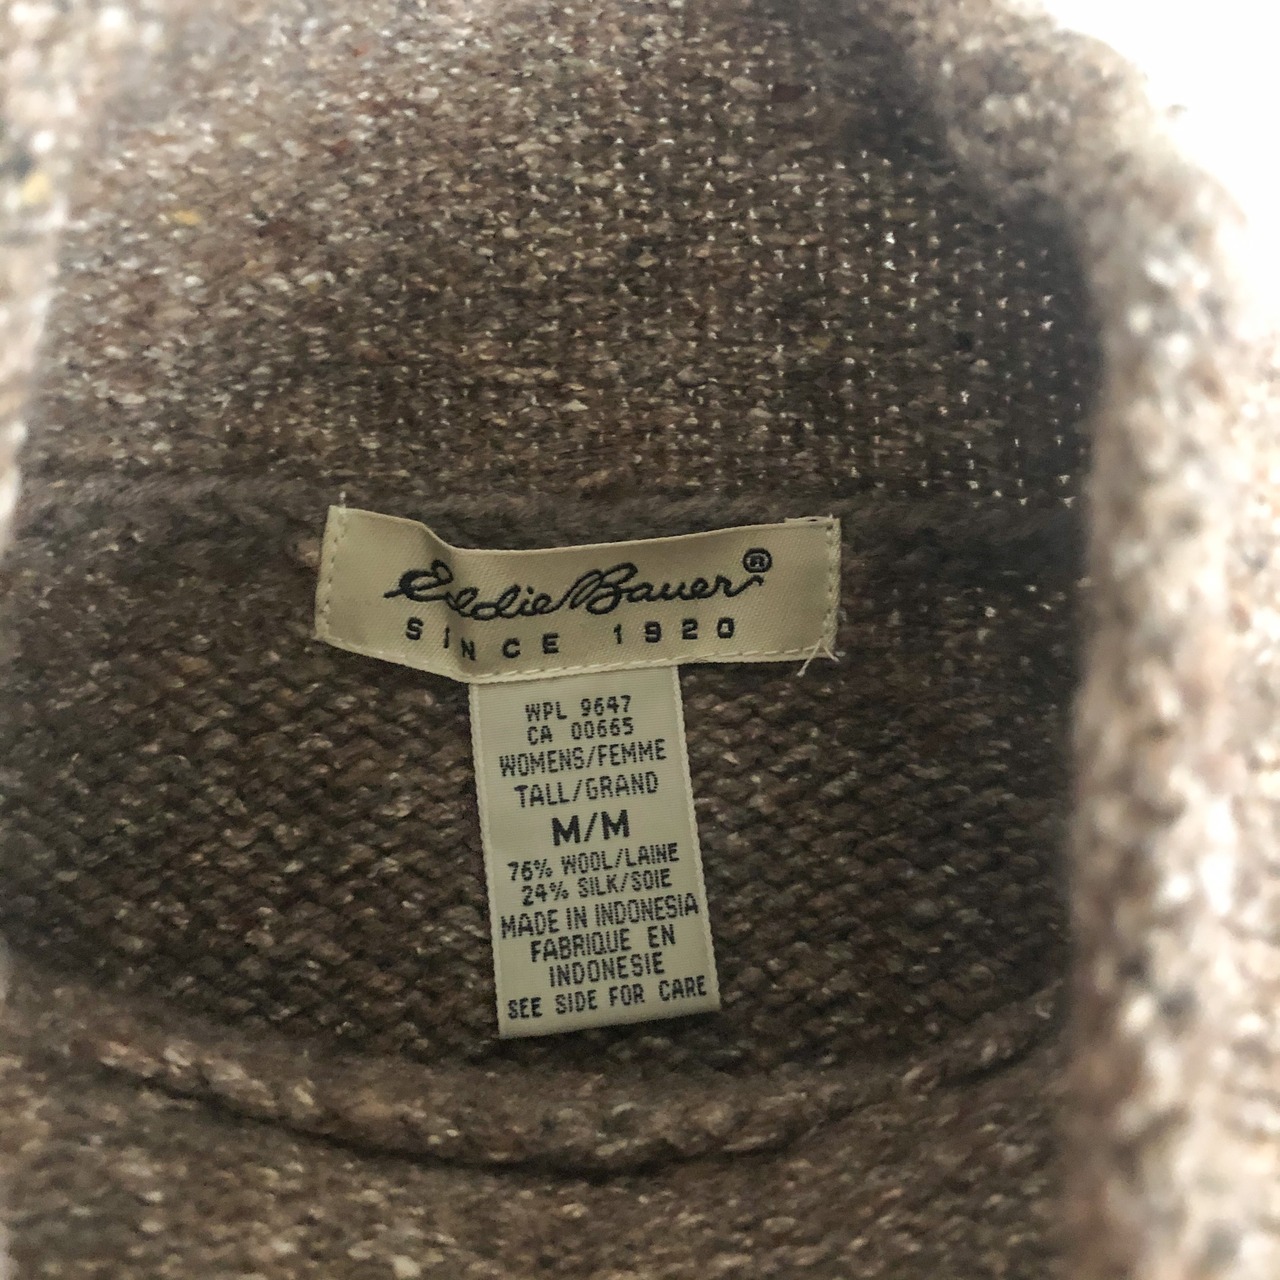 Eddie Bauer®
SINCE 1920
WPL 9647
CA 00665
WOMENS/FEMME
TALL/GRAND
M/M
76% WOOL/LAINE
24% SILK/SOIE
MADE IN INDONESIA
FABRIQUE EN
INDONESIE
SEE SIDE FOR CARE